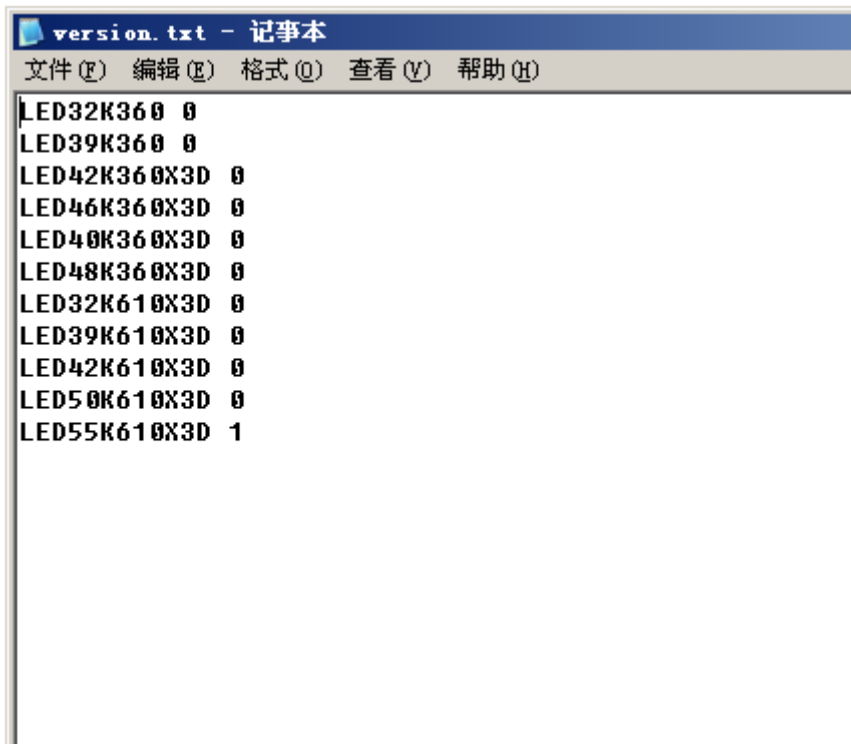 version.txt - 记事本
文件(F) 编辑(E) 格式(O) 查看(V) 帮助(H)
LED32K360 0
LED39K360 0
LED42K360X3D 0
LED46K360X3D 0
LED40K360X3D 0
LED48K360X3D 0
LED32K610X3D 0
LED39K610X3D 0
LED42K610X3D 0
LED50K610X3D 0
LED55K610X3D 1